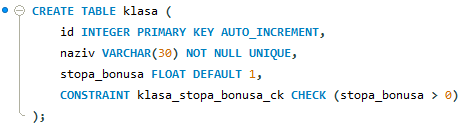 CREATE TABLE klasa (
    id INTEGER PRIMARY KEY AUTO_INCREMENT,
    naziv VARCHAR(30) NOT NULL UNIQUE,
    stopa_bonusa FLOAT DEFAULT 1,
    CONSTRAINT klasa_stopa_bonusa_ck CHECK (stopa_bonusa > 0)
);